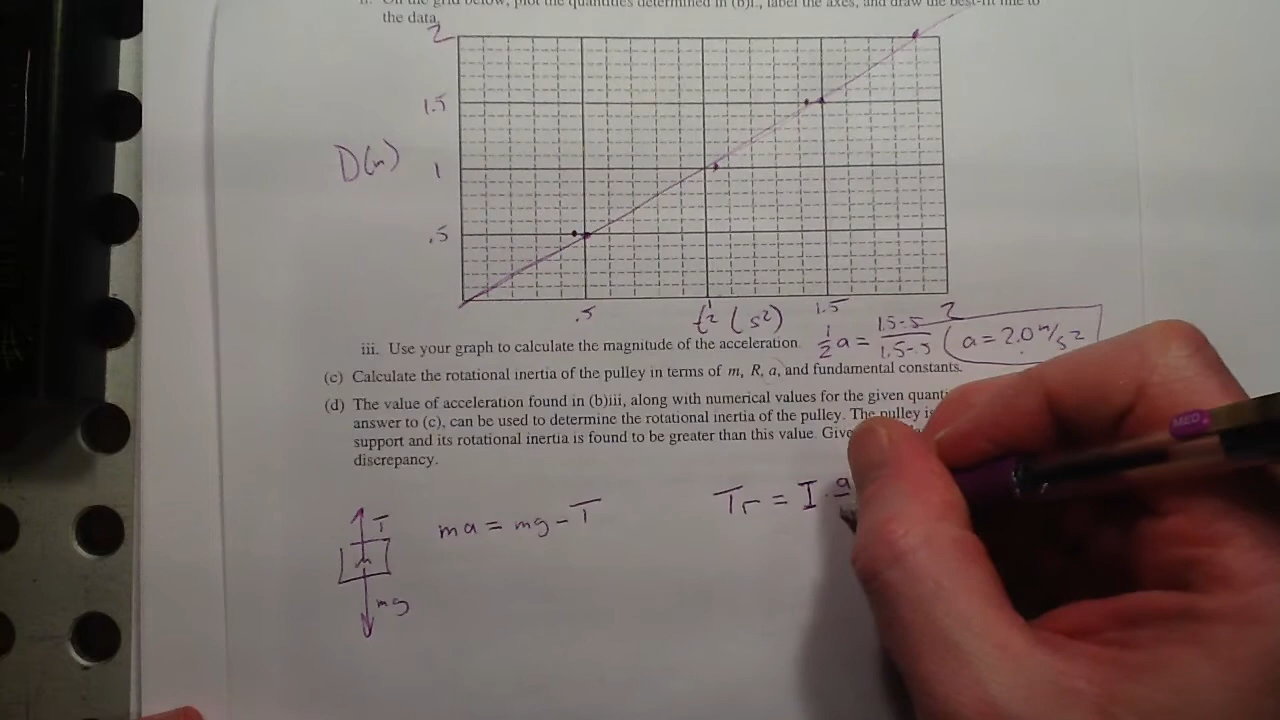 the data.
2
1.5
D(m)
1
.5
.5
t² (s²)
1.5
2
iii. Use your graph to calculate the magnitude of the acceleration.
½a = 1.5-.5 / 1.5-.5
a = 2.0 m/s²
(c) Calculate the rotational inertia of the pulley in terms of m, R, a, and fundamental constants.
(d) The value of acceleration found in (b)iii, along with numerical values for the given
answer to (c), can be used to determine the rotational inertia of the pulley. The pulley is
support and its rotational inertia is found to be greater than this value.
discrepancy.
T
m
mg
ma = mg - T
Tr = I · a
MED